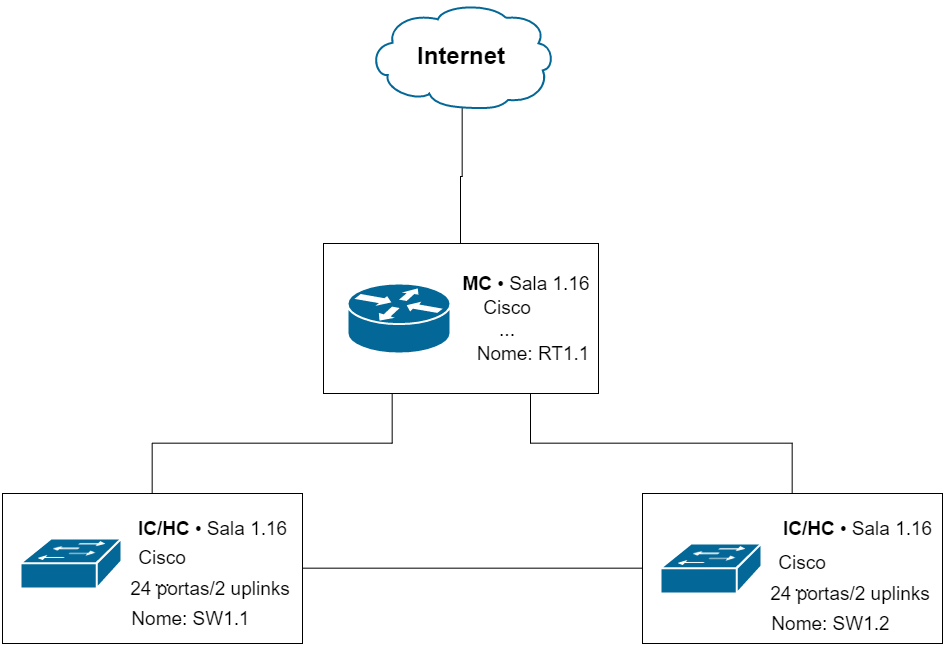 Internet
MC • Sala 1.16
Cisco
...
Nome: RT1.1
IC/HC • Sala 1.16
Cisco
24 portas/2 uplinks
Nome: SW1.1
IC/HC • Sala 1.16
Cisco
24 portas/2 uplinks
Nome: SW1.2